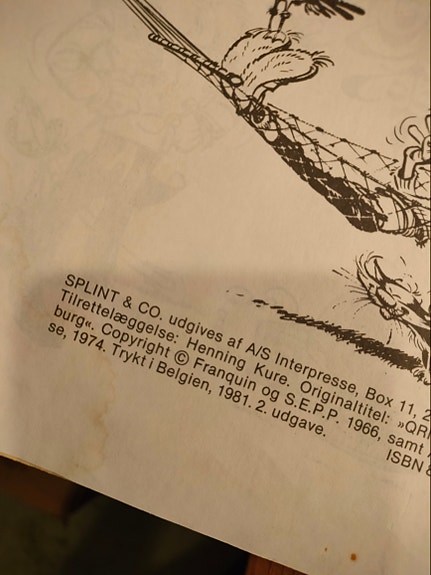 SPLINT & CO. udgives af A/S Interpresse, Box 11, 2
Tilrettelæggelse: Henning Kure. Originaltitel: »QR
burg«. Copyright © Franquin og S.E.P.P. 1966, samt
se, 1974. Trykt i Belgien, 1981. 2. udgave.
ISBN